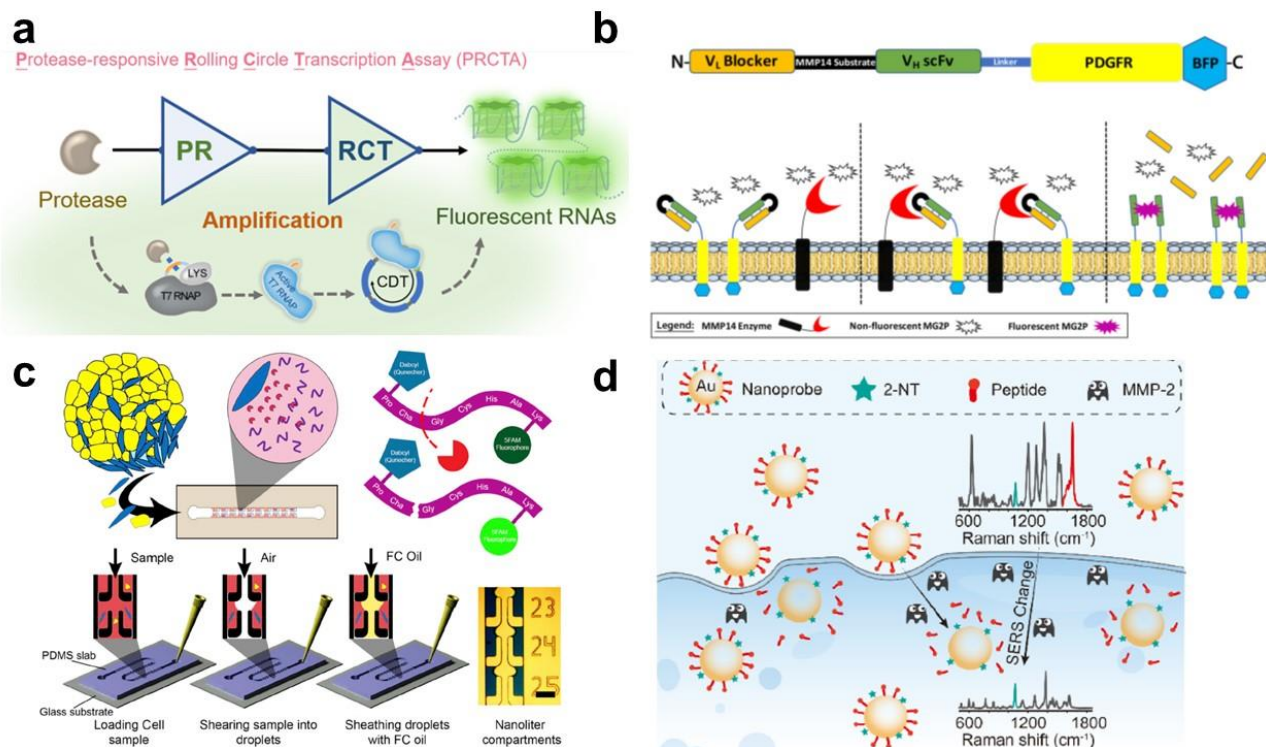 a
Protease-responsive Rolling Circle Transcription Assay (PRCTA)
PR
RCT
Protease
Amplification
Fluorescent RNAs
LYS
T7 RNAP
Active
T7 RNAP
CDT
b
N-
VL Blocker
MMP14 Substrate
VH scFv
Linker
PDGFR
BFP
-C
Legend:
MMP14 Enzyme
Non-fluorescent MG2P
Fluorescent MG2P
c
Dabcyl
(Quencher)
Pro
Cha
Gly
Cys
His
Ala
Lys
5FAM
Fluorophore
Dabcyl
(Quencher)
Pro
Cha
Gly
Cys
His
Ala
Lys
5FAM
Fluorophore
Sample
Air
FC Oil
PDMS slab
Glass substrate
Loading Cell
sample
Shearing sample into
droplets
Sheathing droplets
with FC oil
23
24
25
Nanoliter
compartments
d
Au
Nanoprobe
2-NT
Peptide
MMP-2
600
1200
1800
Raman shift (cm⁻¹)
SERS Change
600
1200
1800
Raman shift (cm⁻¹)